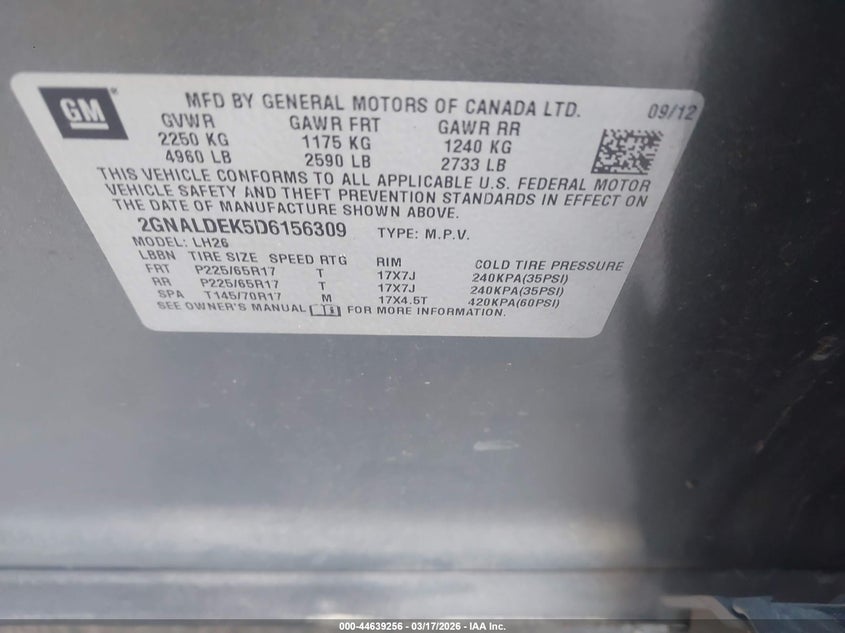 GM
MFD BY GENERAL MOTORS OF CANADA LTD. 09/12
GVWR GAWR FRT GAWR RR
2250 KG 1175 KG 1240 KG
4960 LB 2590 LB 2733 LB
THIS VEHICLE CONFORMS TO ALL APPLICABLE U.S. FEDERAL MOTOR
VEHICLE SAFETY AND THEFT PREVENTION STANDARDS IN EFFECT ON
THE DATE OF MANUFACTURE SHOWN ABOVE.
2GNALDEK5D6156309 TYPE: M.P.V.
MODEL: LH26
LBBN TIRE SIZE SPEED RTG RIM COLD TIRE PRESSURE
FRT P225/65R17 T 17X7J 240KPA(35PSI)
RR P225/65R17 T 17X7J 240KPA(35PSI)
SPA T145/70R17 M 17X4.5T 420KPA(60PSI)
SEE OWNER'S MANUAL FOR MORE INFORMATION.
000-44639256 — 03/17/2026 — IAA Inc.